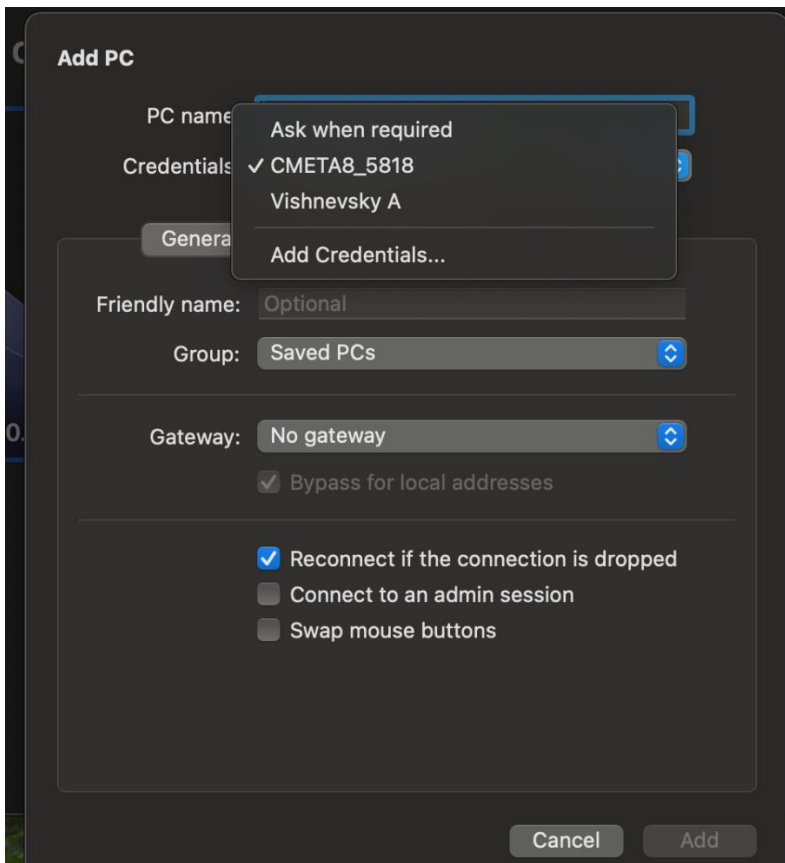 Add PC
PC name
Ask when required
Credentials ✓ CMETA8_5818
Vishnevsky A
Add Credentials...
Genera
Friendly name: Optional
Group: Saved PCs
Gateway: No gateway
Bypass for local addresses
Reconnect if the connection is dropped
Connect to an admin session
Swap mouse buttons
0.
Cancel Add